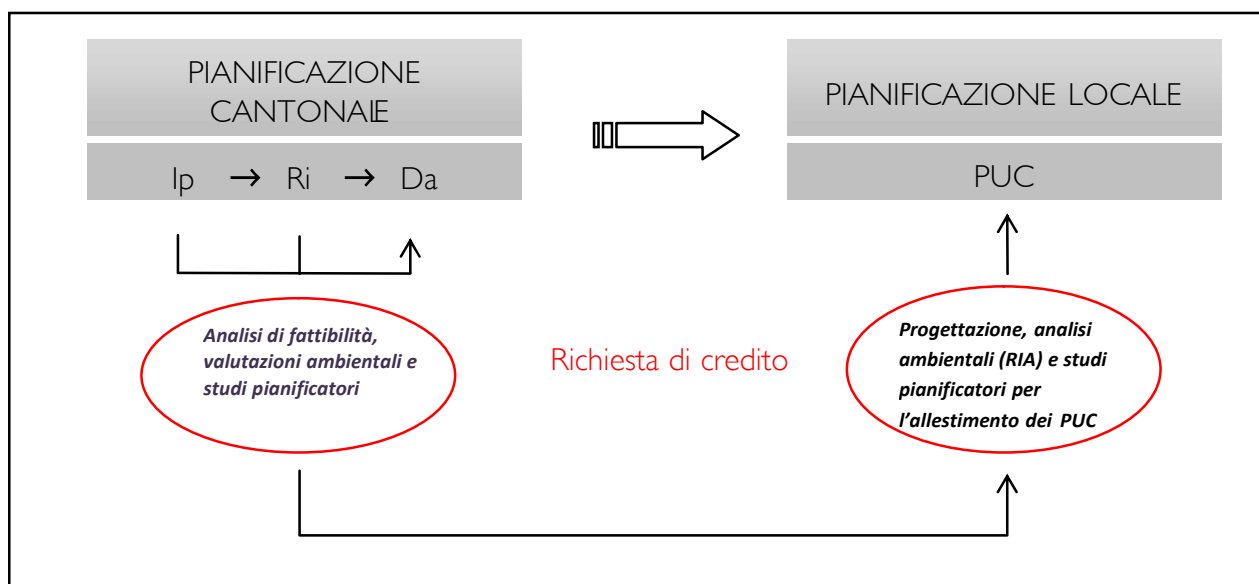 PIANIFICAZIONE
CANTONALE
Ip → Ri → Da
PIANIFICAZIONE LOCALE
PUC
Analisi di fattibilità,
valutazioni ambientali e
studi pianificatori
Richiesta di credito
Progettazione, analisi
ambientali (RIA) e studi
pianificatori per
l’allestimento dei PUC